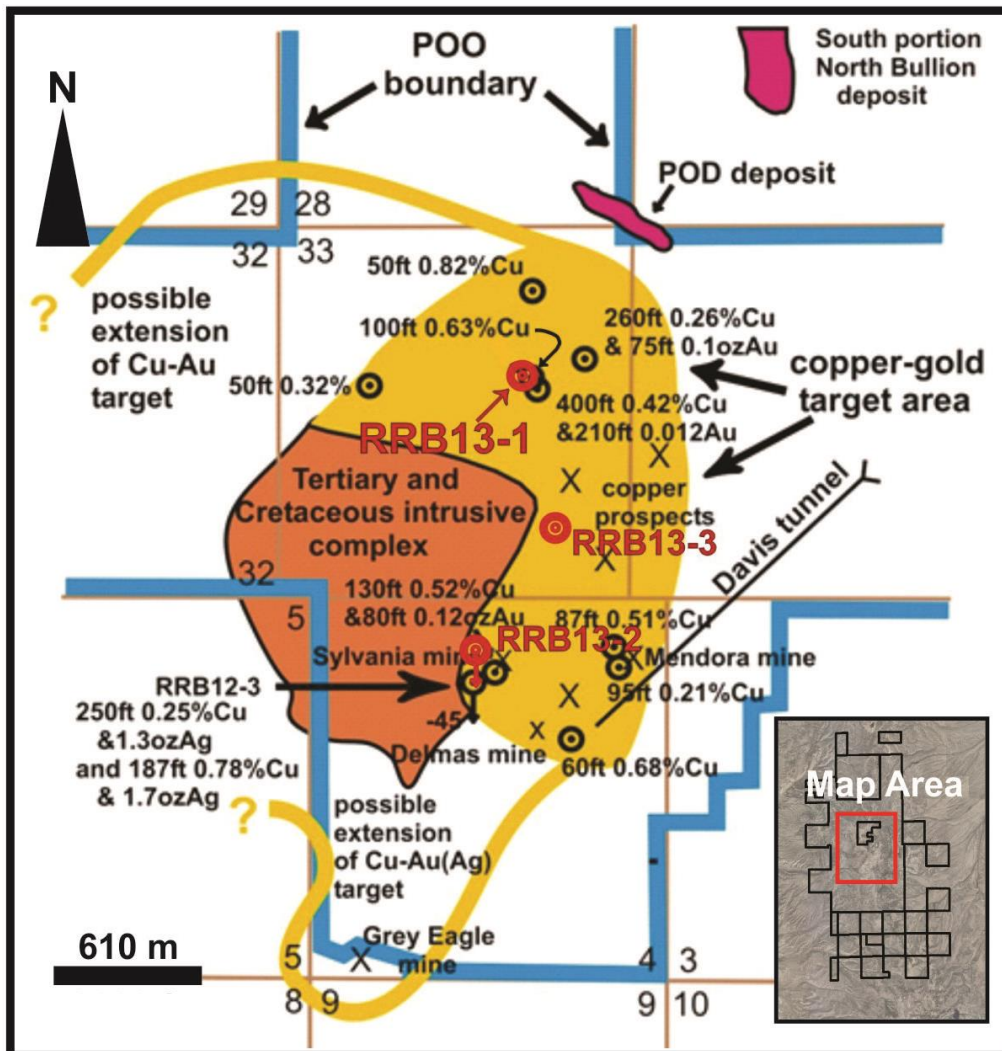 POO
boundary
South portion
North Bullion
deposit
N
POD deposit
29 28
32 33
50ft 0.82%Cu
?
possible
extension
of Cu-Au
target
100ft 0.63%Cu
260ft 0.26%Cu
& 75ft 0.1ozAu
copper-gold
target area
50ft 0.32%
400ft 0.42%Cu
&210ft 0.012Au
RRB13-1
X X
Tertiary and
Cretaceous intrusive
complex
copper
prospects
RRB13-3
X
Davis tunnel
32
5
130ft 0.52%Cu
&80ft 0.12ozAu
87ft 0.51%Cu
RRB13-2
Sylvania min
Mendora mine
RRB12-3
95ft 0.21%Cu
250ft 0.25%Cu
&1.3ozAg
and 187ft 0.78%Cu
& 1.7ozAg
-45
X
X
Delmas mine
60ft 0.68%Cu
Map Area
?
possible
extension
of Cu-Au(Ag)
target
610 m
Grey Eagle
X mine
5
8 9
4 3
9 10